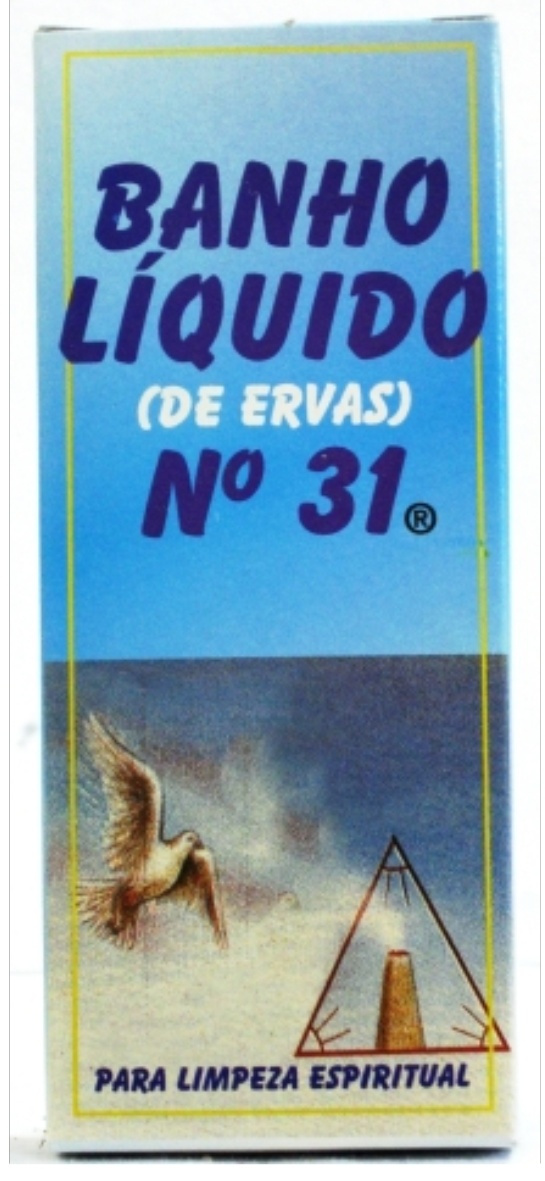 BANHO
LÍQUIDO
(DE ERVAS)
Nº 31®
PARA LIMPEZA ESPIRITUAL